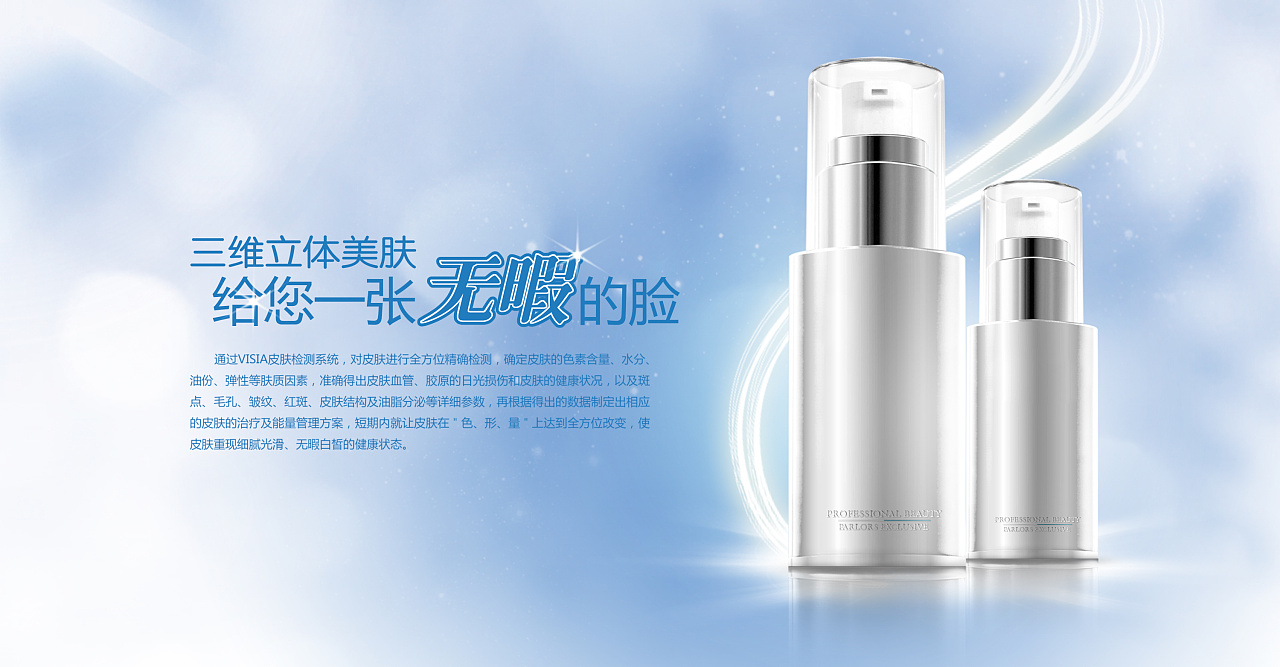 三维立体美肤
给您一张无暇的脸
通过VISIA皮肤检测系统，对皮肤进行全方位精确检测，确定皮肤的色素含量、水分、
油份、弹性等肤质因素，准确得出皮肤血管、胶原的日光损伤和皮肤的健康状况，以及斑
点、毛孔、皱纹、红斑、皮肤结构及油脂分泌等详细参数，再根据得出的数据制定出相应
的皮肤的治疗及能量管理方案，短期内就让皮肤在＂色、形、量＂上达到全方位改变，使
皮肤重现细腻光滑、无暇白皙的健康状态。
PROFESSIONAL BEAUTY
PARLORS EXCLUSIVE
PROFESSIONAL BEAUTY
PARLORS EXCLUSIVE